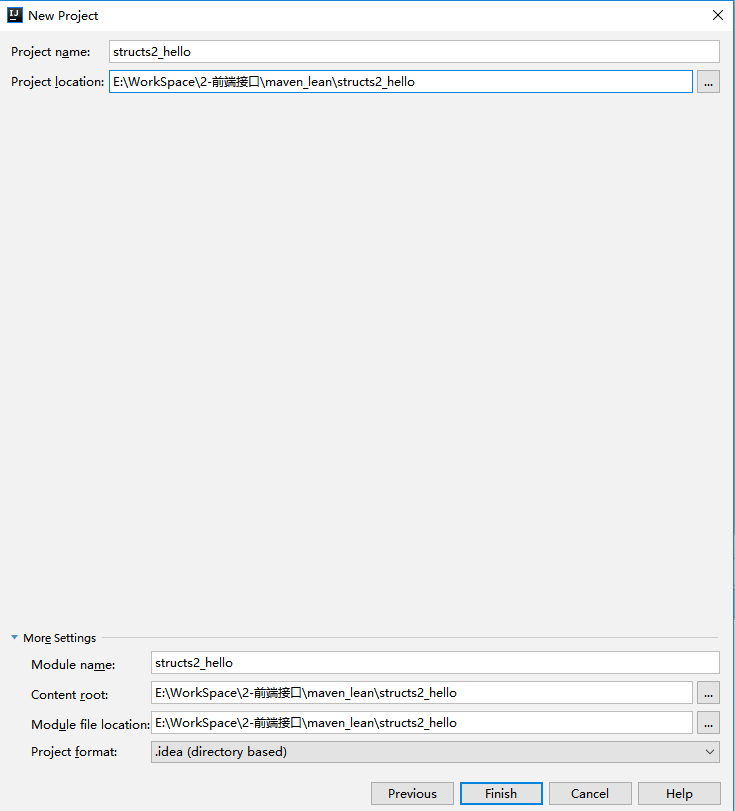 New Project
Project name: structs2_hello
Project location: E:\WorkSpace\2-前端接口\maven_lean\structs2_hello ...
More Settings
Module name: structs2_hello
Content root: E:\WorkSpace\2-前端接口\maven_lean\structs2_hello ...
Module file location: E:\WorkSpace\2-前端接口\maven_lean\structs2_hello ...
Project format: .idea (directory based)
Previous Finish Cancel Help